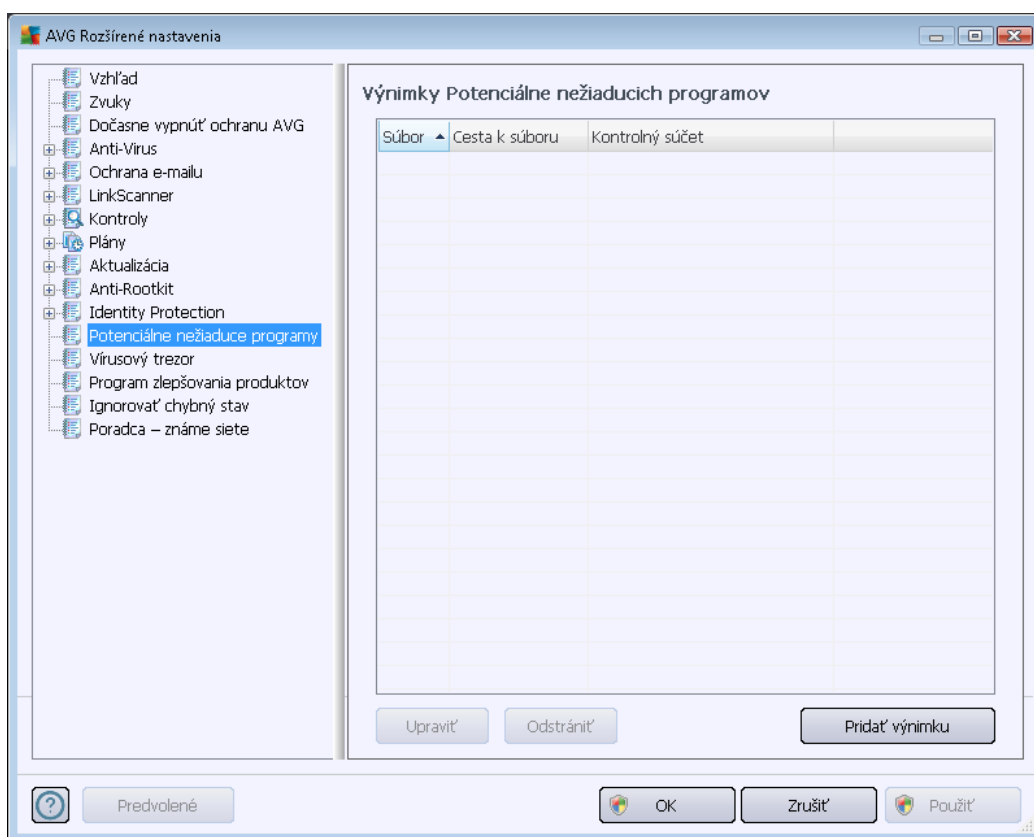 AVG Rozšírené nastavenia
Vzhľad
Zvuky
Dočasne vypnúť ochranu AVG
Anti-Virus
Ochrana e-mailu
LinkScanner
Kontroly
Plány
Aktualizácia
Anti-Rootkit
Identity Protection
Potenciálne nežiaduce programy
Vírusový trezor
Program zlepšovania produktov
Ignorovať chybný stav
Poradca – známe siete
Výnimky Potenciálne nežiaducich programov
Súbor Cesta k súboru Kontrolný súčet
Upraviť Odstrániť Pridať výnimku
? Predvolené OK Zrušiť Použiť